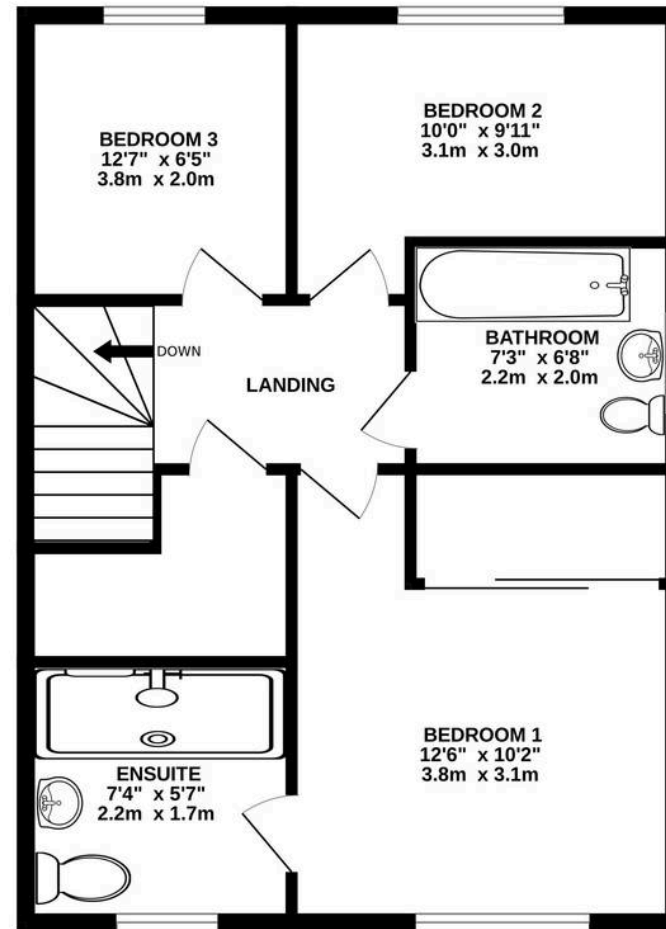 BEDROOM 3
12'7" x 6'5"
3.8m x 2.0m
BEDROOM 2
10'0" x 9'11"
3.1m x 3.0m
DOWN
LANDING
BATHROOM
7'3" x 6'8"
2.2m x 2.0m
BEDROOM 1
12'6" x 10'2"
3.8m x 3.1m
ENSUITE
7'4" x 5'7"
2.2m x 1.7m